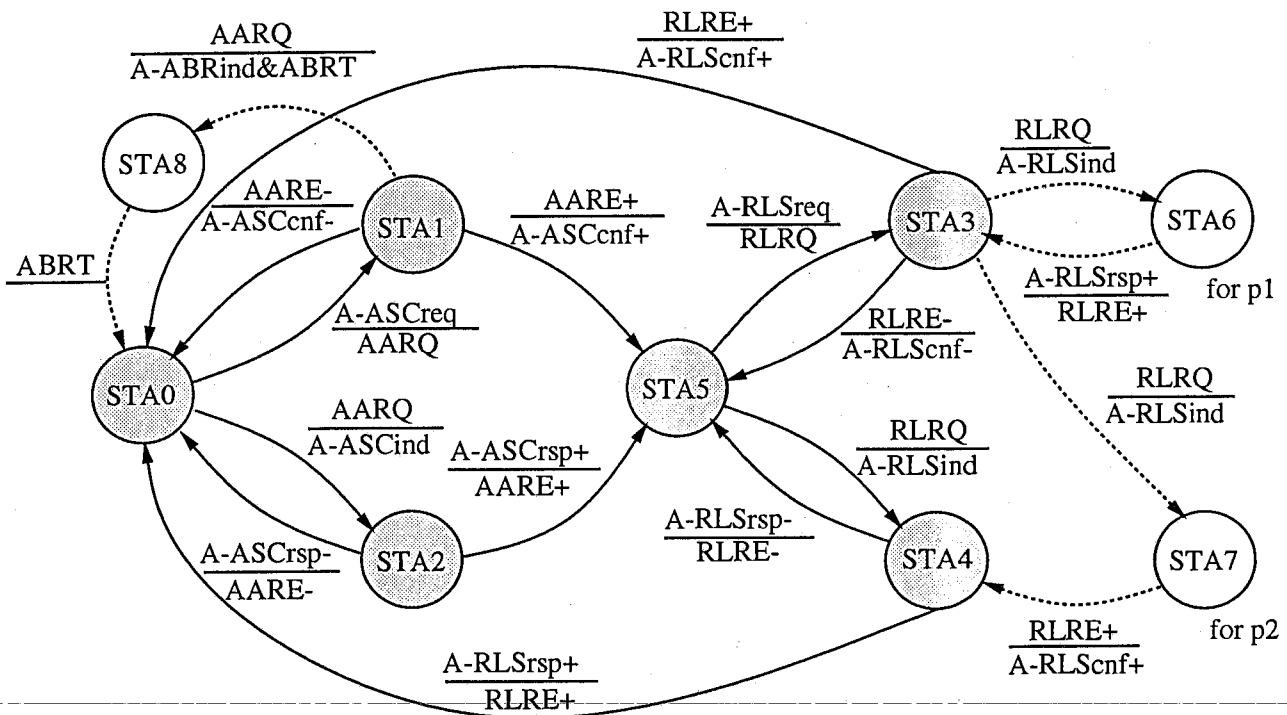 AARQ
A-ABRind&ABRT
RLRE+
A-RLScnf+
STA8
RLRQ
A-RLSind
AARE-
A-ASCcnf-
STA1
AARE+
A-ASCcnf+
A-RLSreq
RLRQ
STA3
STA6
ABRT
A-RLSrsp+
RLRE+
for p1
A-ASCreq
AARQ
RLRE-
A-RLScnf-
STA0
STA5
RLRQ
A-RLSind
AARQ
A-ASCind
A-ASCrsp+
AARE+
RLRQ
A-RLSind
A-RLSrsp-
RLRE-
A-ASCrsp-
AARE-
STA2
STA4
STA7
for p2
RLRE+
A-RLScnf+
A-RLSrsp+
RLRE+